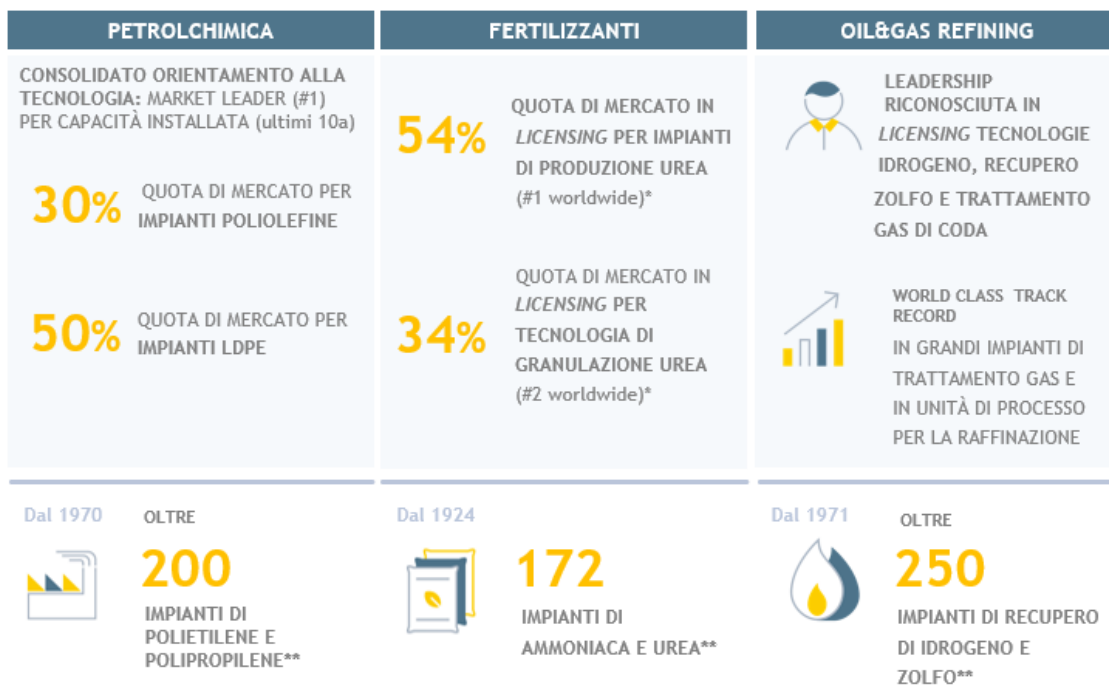 PETROLCHIMICA
CONSOLIDATO ORIENTAMENTO ALLA
TECNOLOGIA: MARKET LEADER (#1)
PER CAPACITÀ INSTALLATA (ultimi 10a)
30%
QUOTA DI MERCATO PER
IMPIANTI POLIOLEFINE
50%
QUOTA DI MERCATO PER
IMPIANTI LDPE
Dal 1970
OLTRE
200
IMPIANTI DI
POLIETILENE E
POLIPROPILENE**
FERTILIZZANTI
54%
QUOTA DI MERCATO IN
LICENSING PER IMPIANTI
DI PRODUZIONE UREA
(#1 worldwide)*
34%
QUOTA DI MERCATO IN
LICENSING PER
TECNOLOGIA DI
GRANULAZIONE UREA
(#2 worldwide)*
Dal 1924
172
IMPIANTI DI
AMMONIACA E UREA**
OIL&GAS REFINING
LEADERSHIP
RICONOSCIUTA IN
LICENSING TECNOLOGIE
IDROGENO, RECUPERO
ZOLFO E TRATTAMENTO
GAS DI CODA
WORLD CLASS TRACK
RECORD
IN GRANDI IMPIANTI DI
TRATTAMENTO GAS E
IN UNITÀ DI PROCESSO
PER LA RAFFINAZIONE
Dal 1971
OLTRE
250
IMPIANTI DI RECUPERO
DI IDROGENO E
ZOLFO**